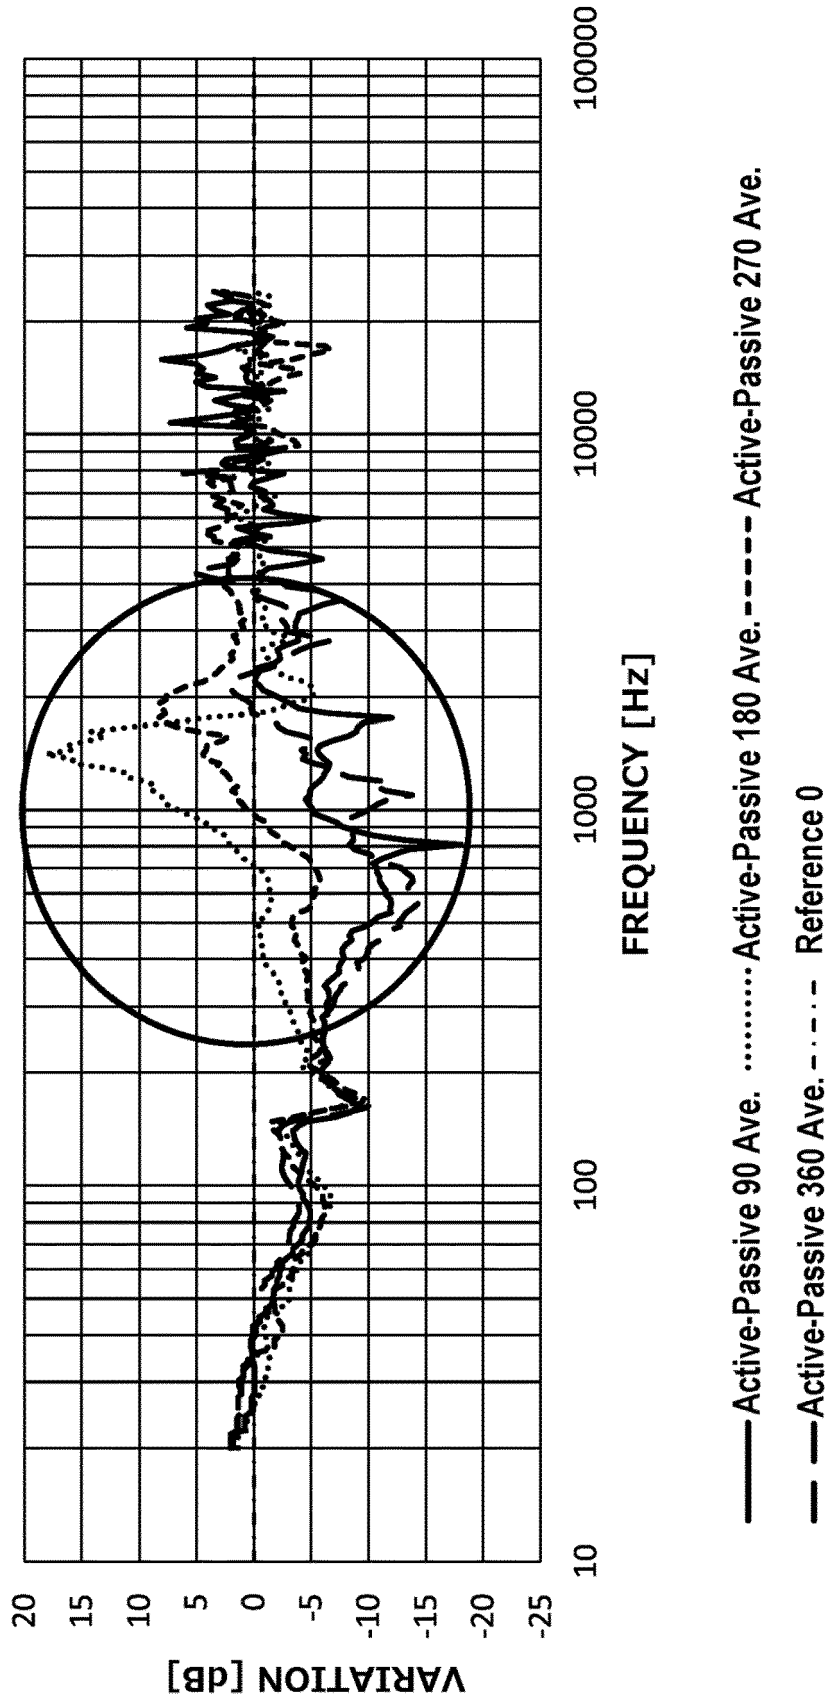 VARIATION [dB]
20
15
10
5
0
-5
-10
-15
-20
-25
10
100
1000
10000
100000
FREQUENCY [Hz]
Active-Passive 90 Ave.
Active-Passive 180 Ave.
Active-Passive 270 Ave.
Active-Passive 360 Ave.
Reference 0